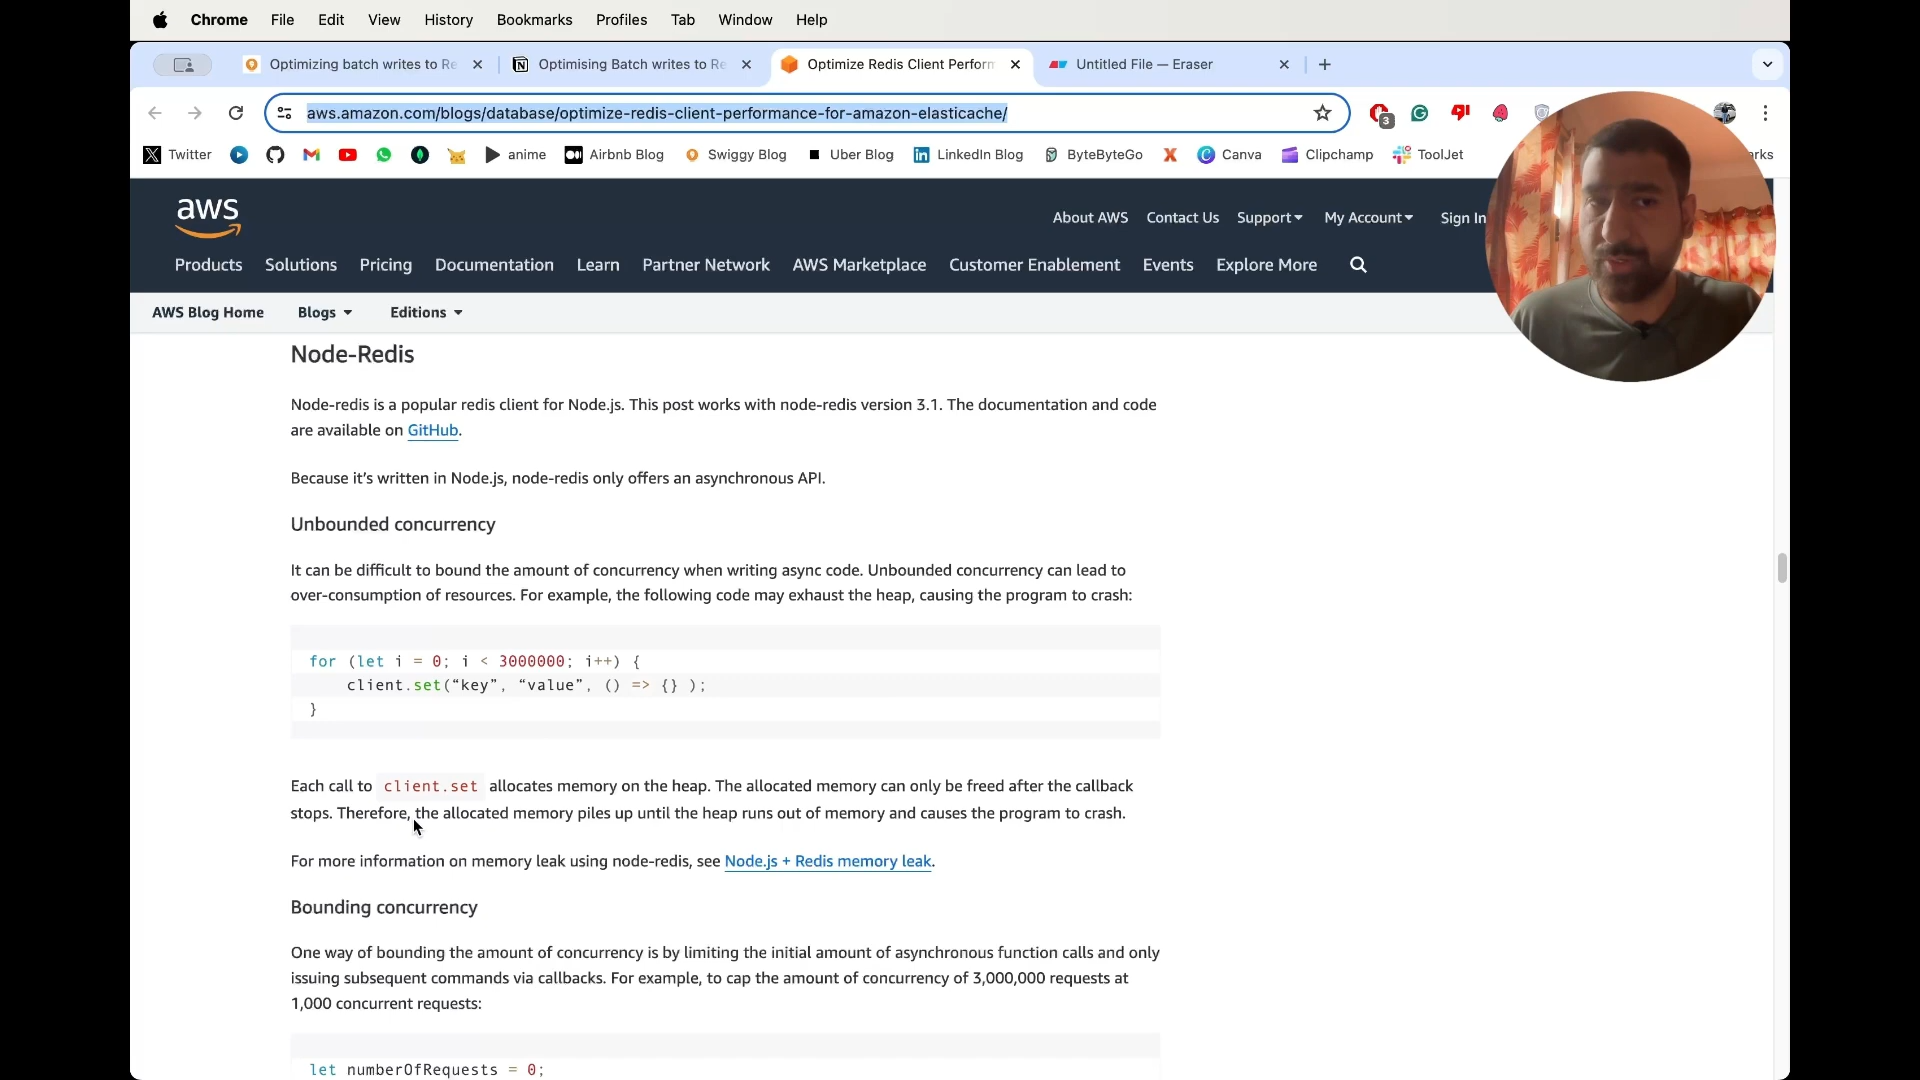 Chrome File Edit View History Bookmarks Profiles Tab Window Help
Optimizing batch writes to Re Optimising Batch writes to Re Optimize Redis Client Perform Untitled File — Eraser
aws.amazon.com/blogs/database/optimize-redis-client-performance-for-amazon-elasticache/
3
Twitter anime Airbnb Blog Swiggy Blog Uber Blog LinkedIn Blog ByteByteGo Canva Clipchamp ToolJet
aws
About AWS Contact Us Support My Account Sign In
Products Solutions Pricing Documentation Learn Partner Network AWS Marketplace Customer Enablement Events Explore More
AWS Blog Home Blogs Editions
Node-Redis
Node-redis is a popular redis client for Node.js. This post works with node-redis version 3.1. The documentation and code
are available on GitHub.
Because it’s written in Node.js, node-redis only offers an asynchronous API.
Unbounded concurrency
It can be difficult to bound the amount of concurrency when writing async code. Unbounded concurrency can lead to
over-consumption of resources. For example, the following code may exhaust the heap, causing the program to crash:
for (let i = 0; i < 3000000; i++) {
client.set(“key”, “value”, () => {} );
}
Each call to client.set allocates memory on the heap. The allocated memory can only be freed after the callback
stops. Therefore, the allocated memory piles up until the heap runs out of memory and causes the program to crash.
For more information on memory leak using node-redis, see Node.js + Redis memory leak.
Bounding concurrency
One way of bounding the amount of concurrency is by limiting the initial amount of asynchronous function calls and only
issuing subsequent commands via callbacks. For example, to cap the amount of concurrency of 3,000,000 requests at
1,000 concurrent requests:
let numberOfRequests = 0;